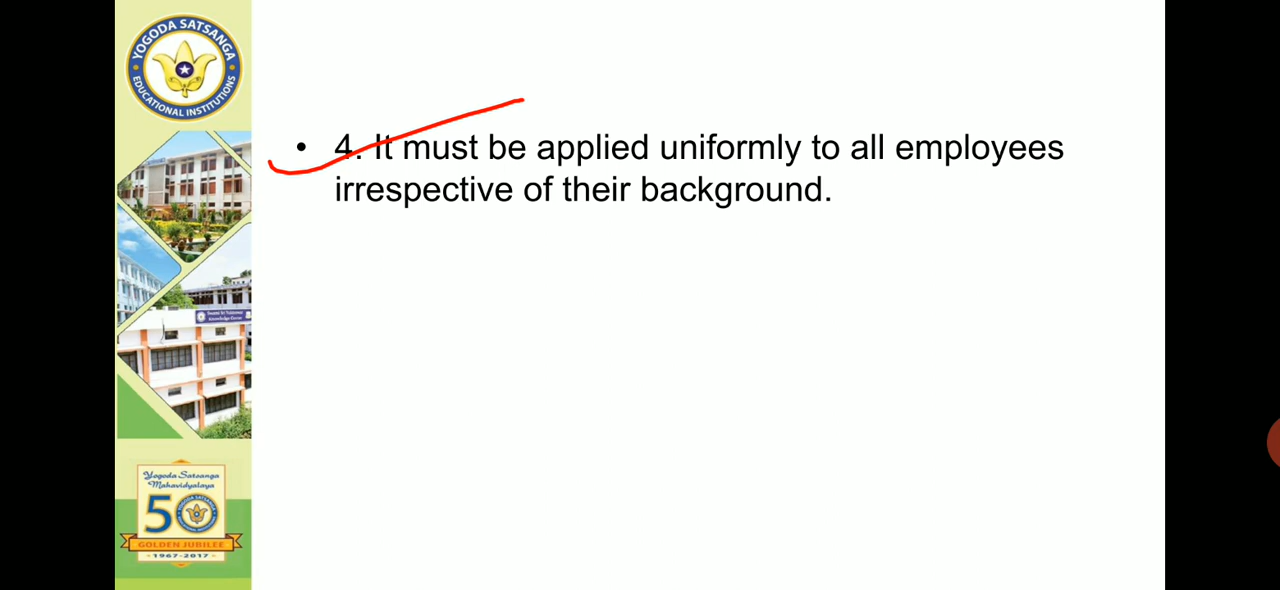 YOGODA SATSANGA
EDUCATIONAL INSTITUTIONS
• 4. It must be applied uniformly to all employees
irrespective of their background.
Yogoda Satsanga
Mahavidyalaya
50
GOLDEN JUBILEE
1967-2017